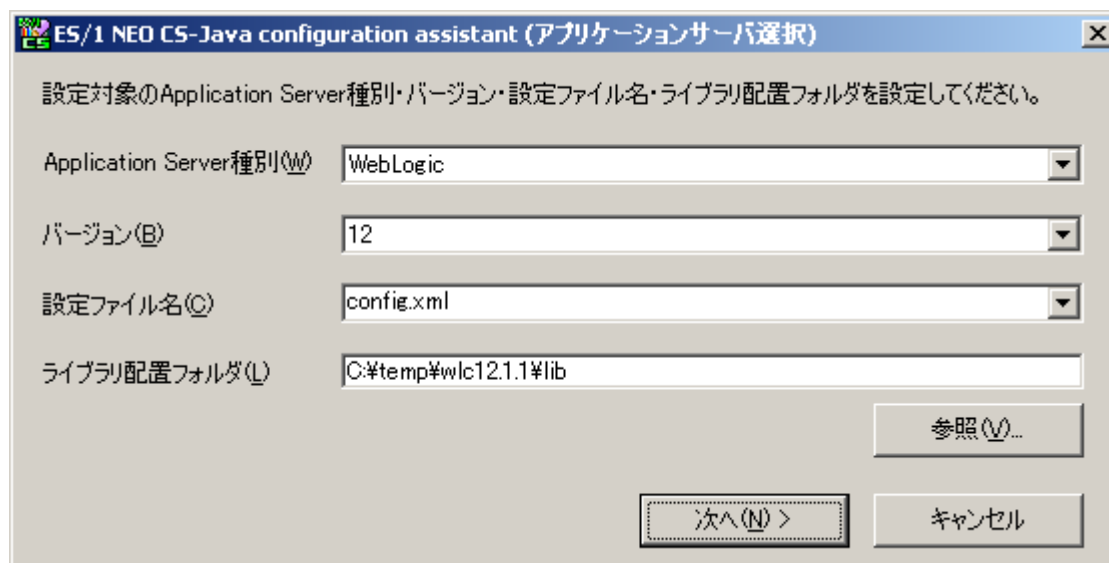 ES/1 NEO CS-Java configuration assistant (アプリケーションサーバ選択)
設定対象のApplication Server種別・バージョン・設定ファイル名・ライブラリ配置フォルダを設定してください。
Application Server種別(W)
WebLogic
バージョン(B)
12
設定ファイル名(C)
config.xml
ライブラリ配置フォルダ(L)
C:¥temp¥wlc12.1.1¥lib
参照(V)...
次へ(N) >
キャンセル